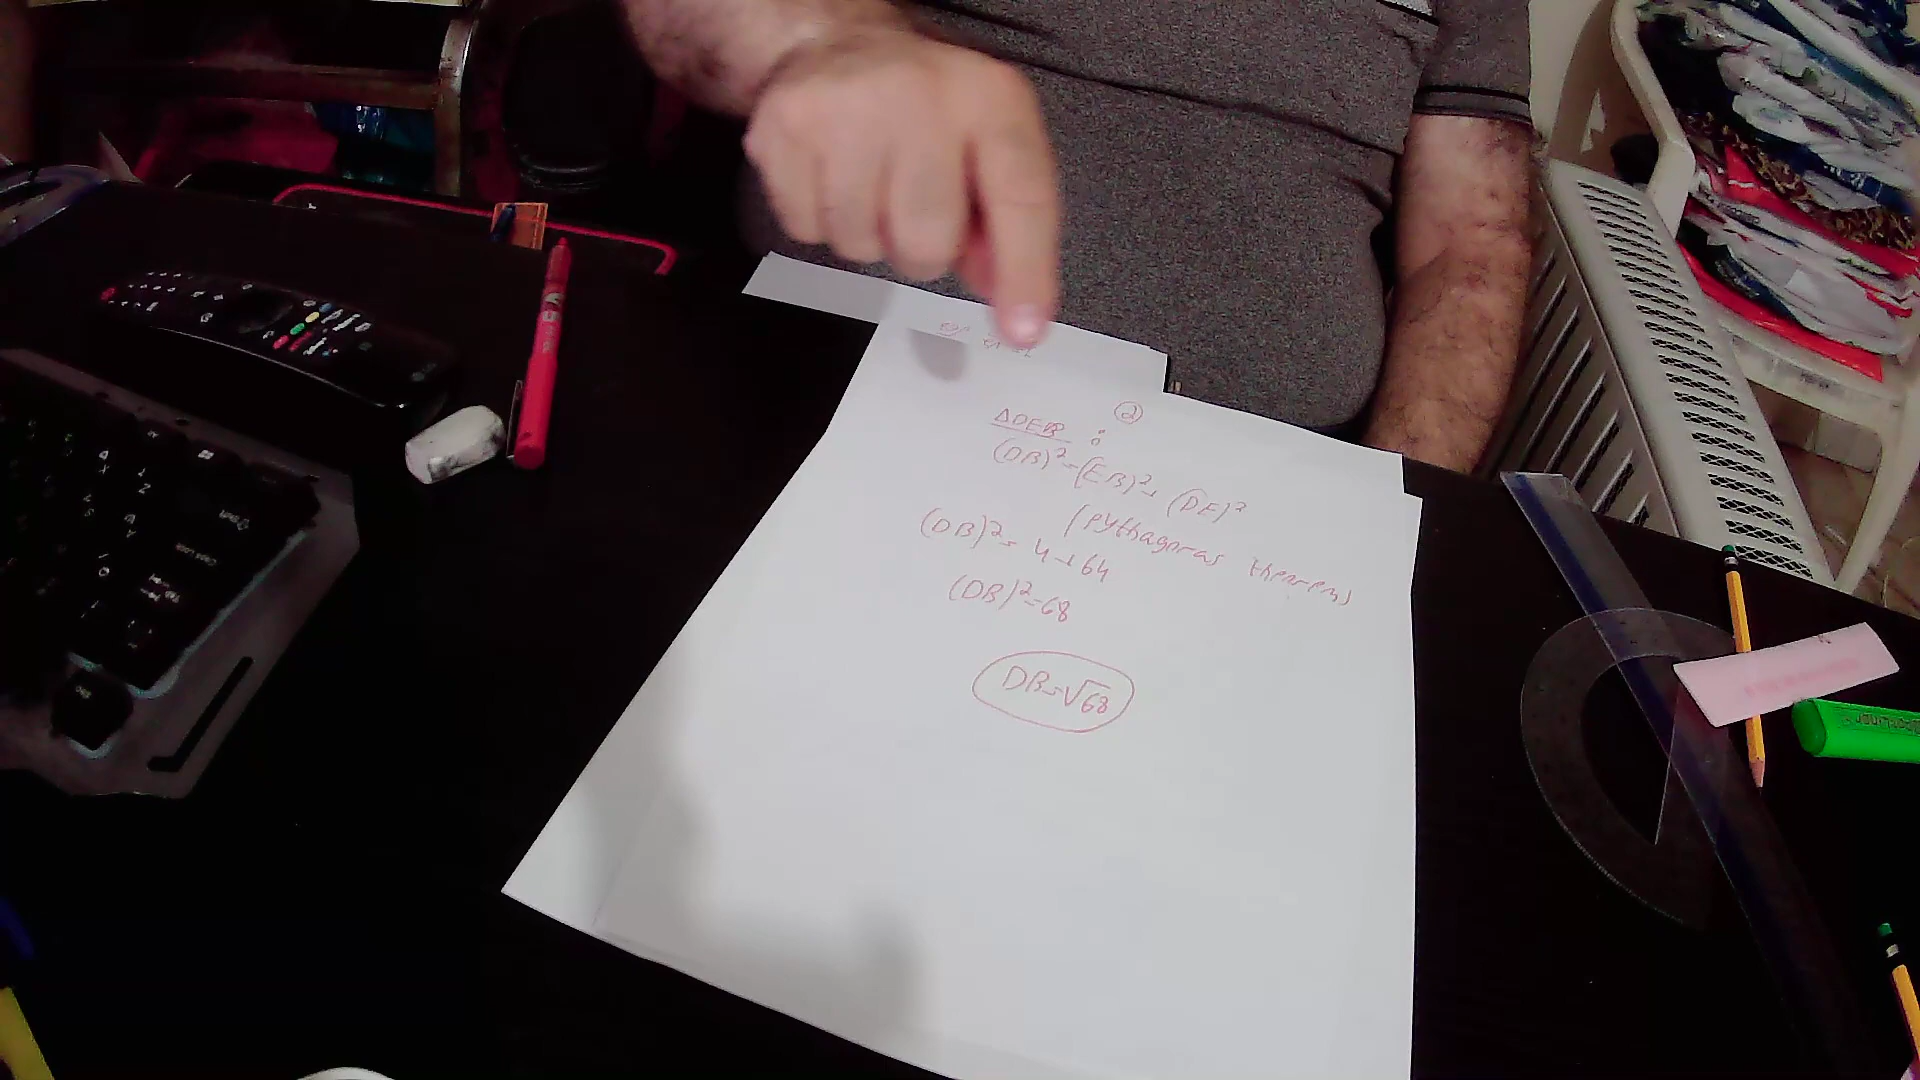 ②
ΔDEB :
(DB)²=(EB)²+(DE)²
(Pythagoras theorem)
(DB)²=4+64
(DB)²=68
DB=√68